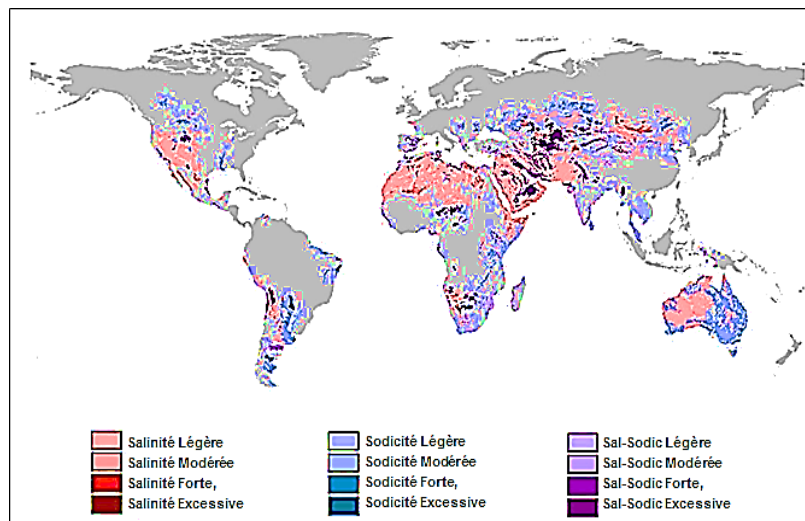 Salinité Légère
Salinité Modérée
Salinité Forte,
Salinité Excessive
Sodicité Légère
Sodicité Modérée
Sodicité Forte,
Sodicité Excessive
Sal-Sodic Légère
Sal-Sodic Modérée
Sal-Sodic Forte,
Sal-Sodic Excessive